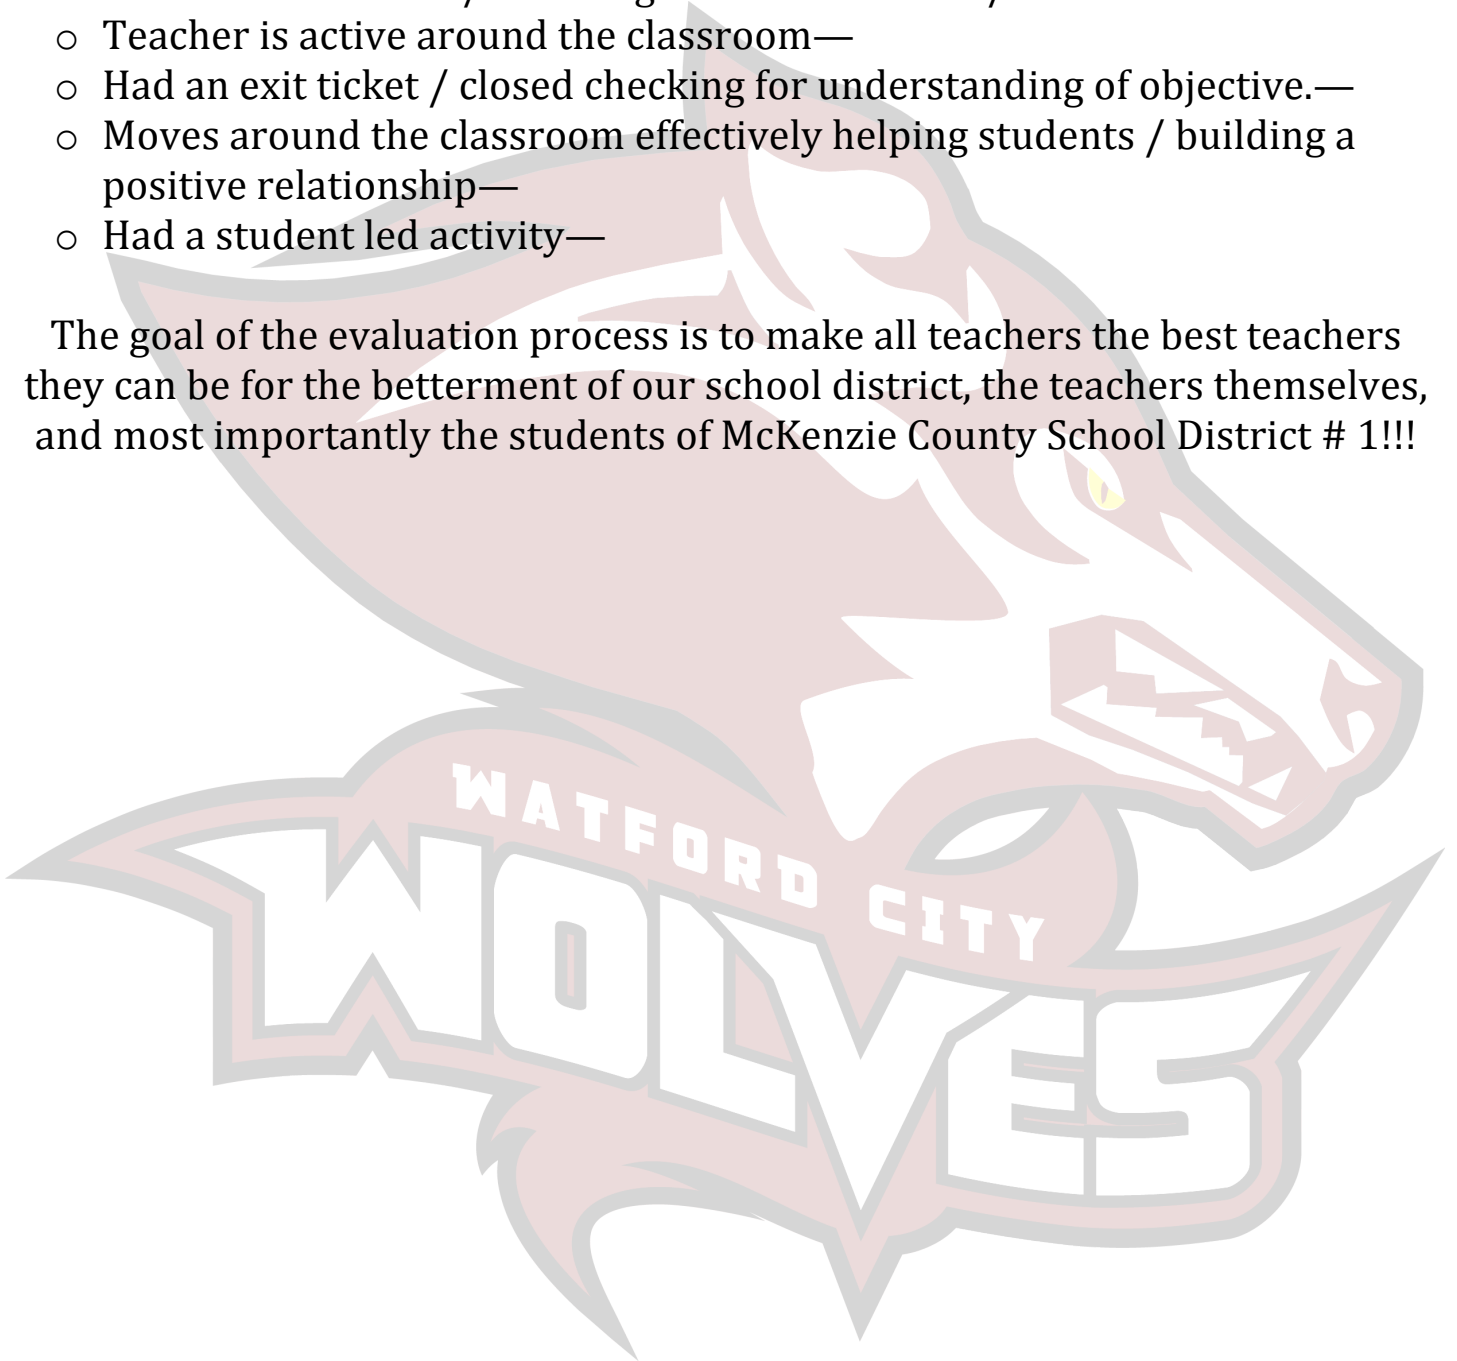 ○ Teacher is active around the classroom—
○ Had an exit ticket / closed checking for understanding of objective.—
○ Moves around the classroom effectively helping students / building a
positive relationship—
○ Had a student led activity—
The goal of the evaluation process is to make all teachers the best teachers
they can be for the betterment of our school district, the teachers themselves,
and most importantly the students of McKenzie County School District # 1!!!
WATFORD CITY
WOLVES